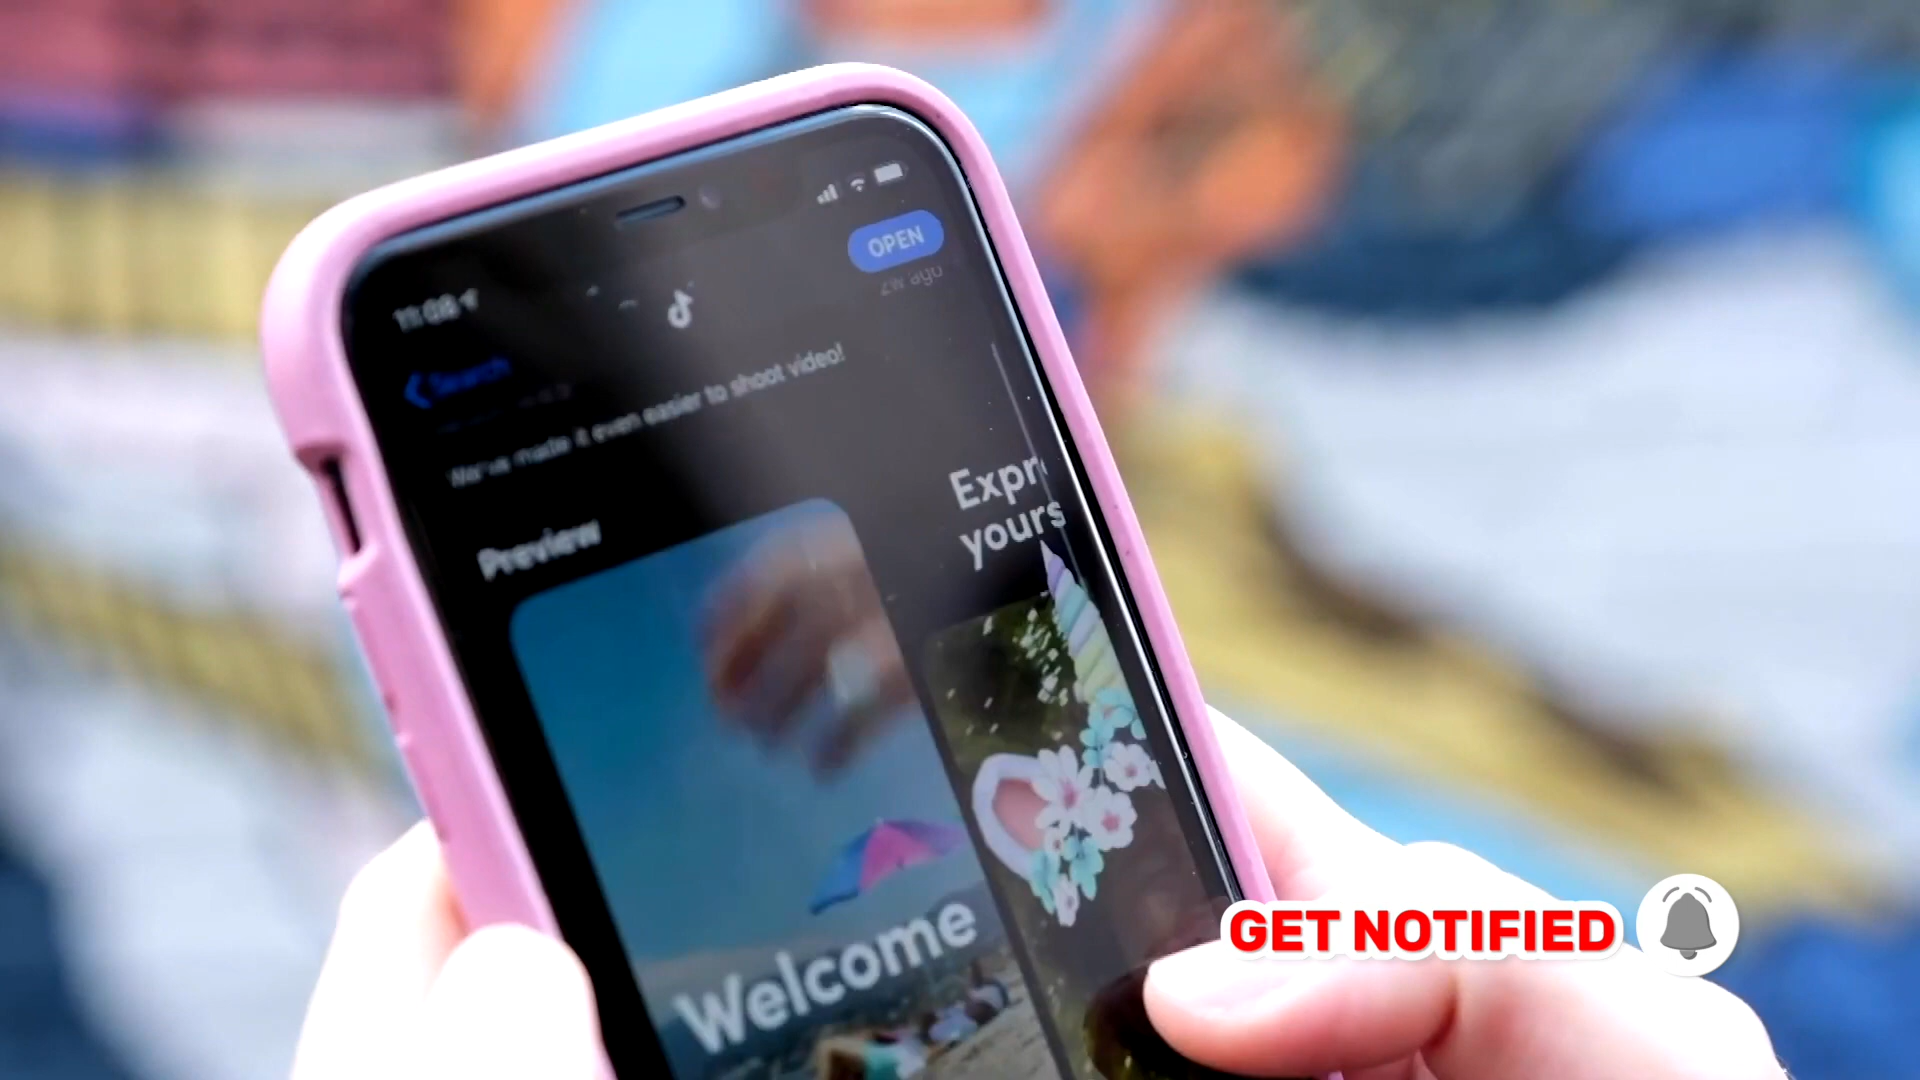 11:08
OPEN
2w ago
Search
We've made it even easier to shoot video!
Preview
Expr
yours
Welcome
GET NOTIFIED